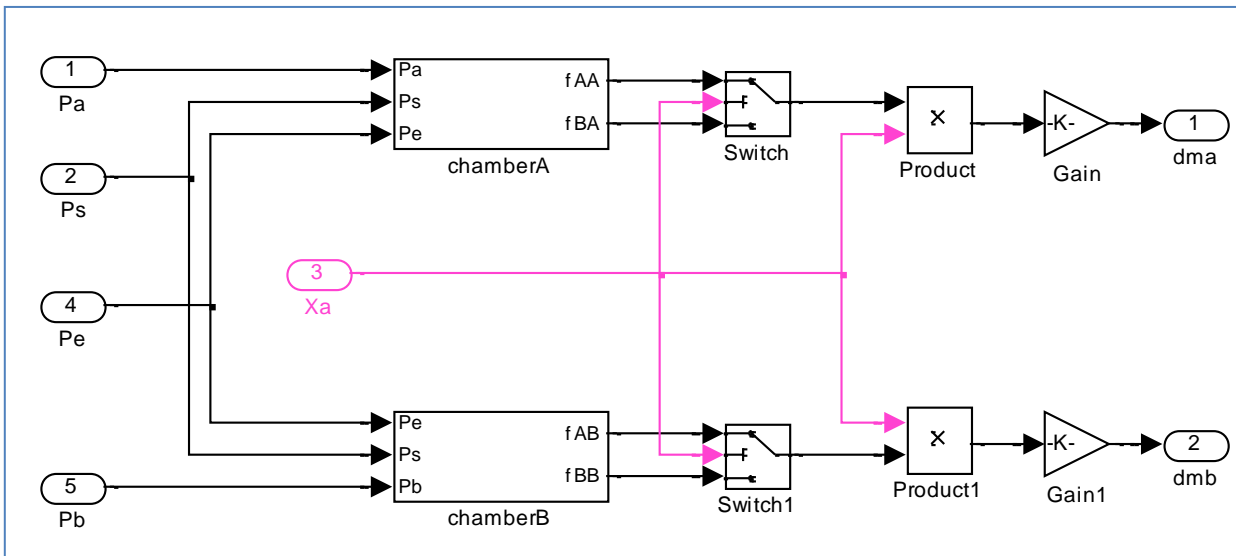 1
Pa
2
Ps
4
Pe
5
Pb
3
Xa
Pa
Ps
Pe
fAA
fBA
chamberA
Switch
×
Product
-K-
Gain
1
dma
Pe
Ps
Pb
fAB
fBB
chamberB
Switch1
×
Product1
-K-
Gain1
2
dmb